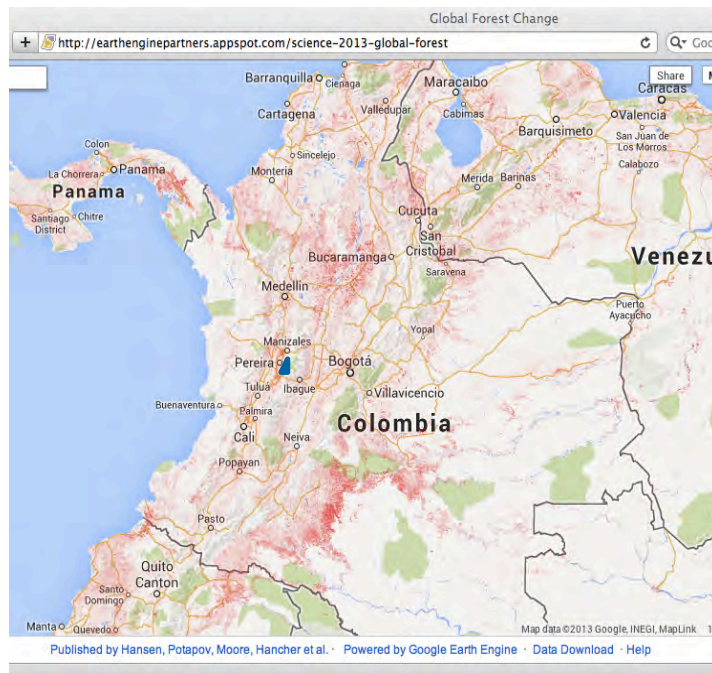 Global Forest Change
+ http://earthenginepartners.appspot.com/science-2013-global-forest
Goo
Share
M
Barranquilla
Cienaga
Maracaibo
Caracas
Cartagena
Valledupar
Cabimas
Valencia
Barquisimeto
San Juan de
Los Morros
Colon
Sincelejo
Calabozo
La Chorrera
Panama
Monteria
Merida
Barinas
Panama
Santiago
District
Chitre
Cucuta
San
Cristobal
Bucaramanga
Saravena
Venezu
Medellin
Puerto
Ayacucho
Yopal
Manizales
Pereira
Bogotá
Tuluá
Ibague
Villavicencio
Buenaventura
Palmira
Colombia
Cali
Neiva
Popayan
Pasto
Quito
Canton
Santo
Domingo
Manta
Quevedo
Map data ©2013 Google, INEGI, MapLink
1
Published by Hansen, Potapov, Moore, Hancher et al. · Powered by Google Earth Engine · Data Download · Help